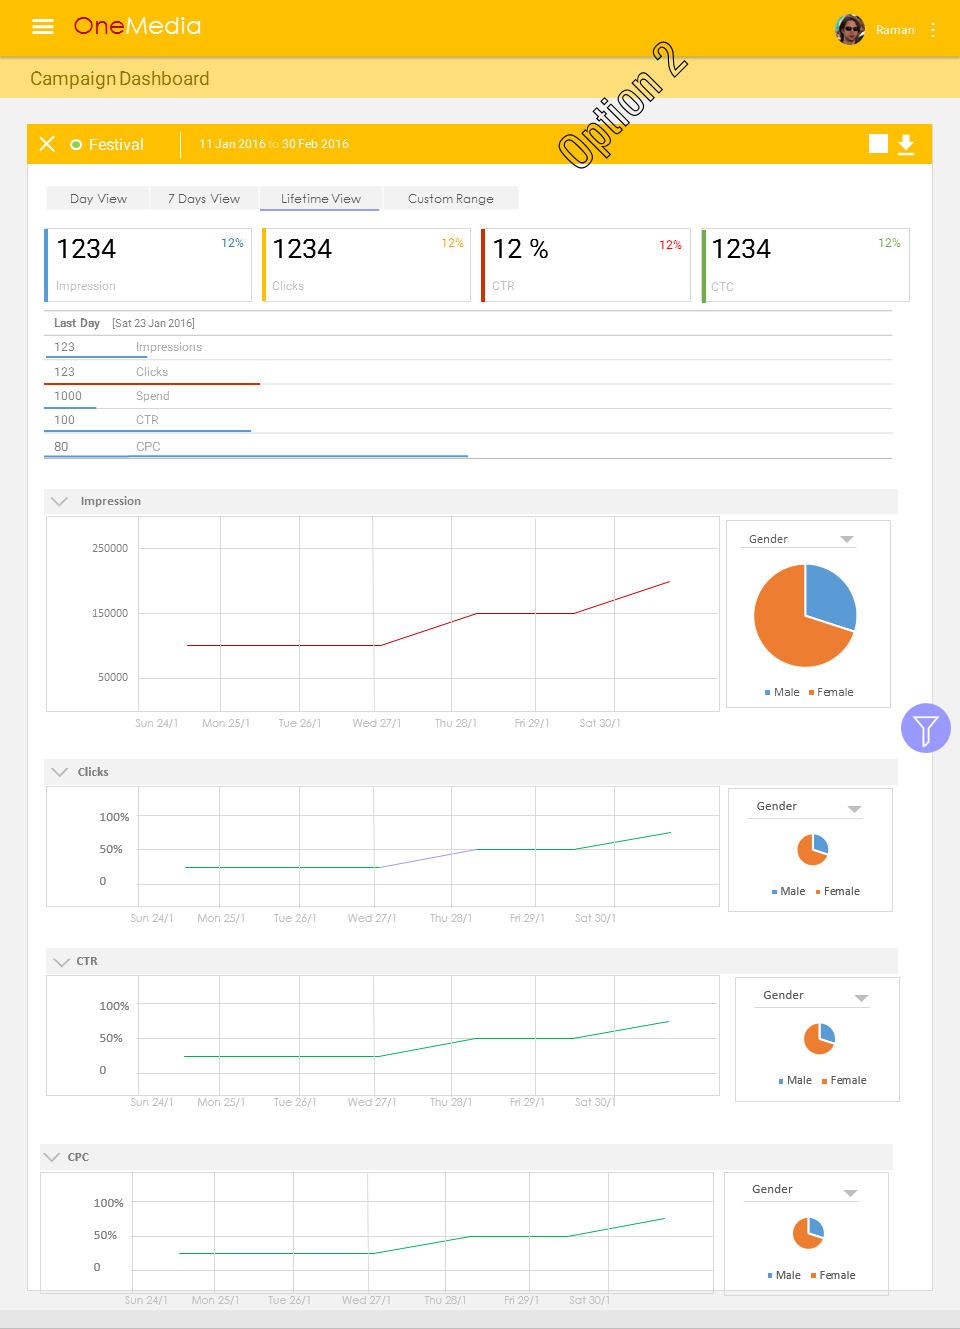 OneMedia
Raman
Campaign Dashboard
Option 2
Festival
11 Jan 2016 to 30 Feb 2016
Day View
7 Days View
Lifetime View
Custom Range
1234
12%
Impression
1234
12%
Clicks
12 %
12%
CTR
1234
12%
CTC
Last Day [Sat 23 Jan 2016]
123 Impressions
123 Clicks
1000 Spend
100 CTR
80 CPC
Impression
250000
150000
50000
Sun 24/1 Mon 25/1 Tue 26/1 Wed 27/1 Thu 28/1 Fri 29/1 Sat 30/1
Gender
Male Female
Clicks
100%
50%
0
Sun 24/1 Mon 25/1 Tue 26/1 Wed 27/1 Thu 28/1 Fri 29/1 Sat 30/1
Gender
Male Female
CTR
100%
50%
0
Sun 24/1 Mon 25/1 Tue 26/1 Wed 27/1 Thu 28/1 Fri 29/1 Sat 30/1
Gender
Male Female
CPC
100%
50%
0
Sun 24/1 Mon 25/1 Tue 26/1 Wed 27/1 Thu 28/1 Fri 29/1 Sat 30/1
Gender
Male Female